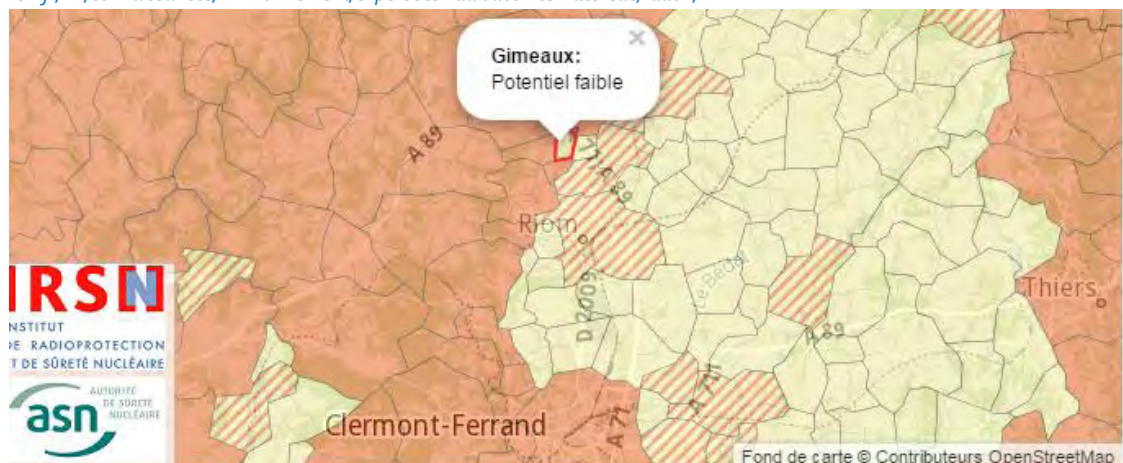 Gimeaux:
Potentiel faible
×
A 89
A 89
Riom
D 2009
Le Bédat
Thiers
A 89
IRSN
INSTITUT
DE RADIOPROTECTION
ET DE SÛRETÉ NUCLÉAIRE
AUTORITÉ
DE SÛRETÉ
NUCLÉAIRE
asn
Clermont-Ferrand
A 71
A 711
Fond de carte © Contributeurs OpenStreetMap